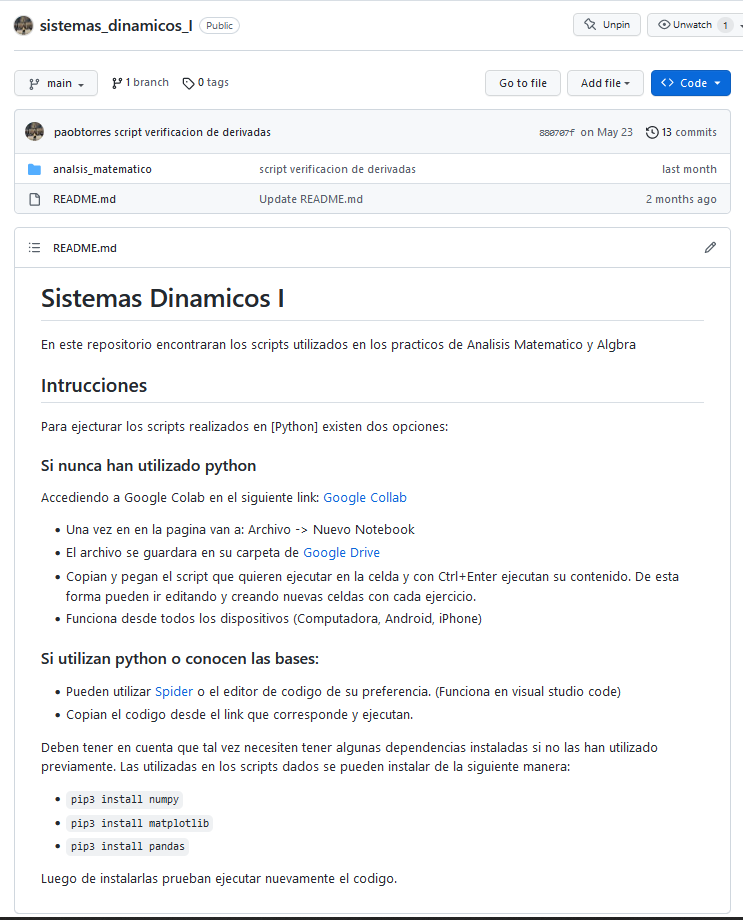 sistemas_dinamicos_I Public Unpin Unwatch 1
main 1 branch 0 tags Go to file Add file Code
paobtorres script verificacion de derivadas 880707f on May 23 13 commits
analsis_matematico script verificacion de derivadas last month
README.md Update README.md 2 months ago
README.md
Sistemas Dinamicos I
En este repositorio encontraran los scripts utilizados en los practicos de Analisis Matematico y Algbra
Intrucciones
Para ejecturar los scripts realizados en [Python] existen dos opciones:
Si nunca han utilizado python
Accediendo a Google Colab en el siguiente link: Google Collab
• Una vez en en la pagina van a: Archivo -> Nuevo Notebook
• El archivo se guardara en su carpeta de Google Drive
• Copian y pegan el script que quieren ejecutar en la celda y con Ctrl+Enter ejecutan su contenido. De esta
forma pueden ir editando y creando nuevas celdas con cada ejercicio.
• Funciona desde todos los dispositivos (Computadora, Android, iPhone)
Si utilizan python o conocen las bases:
• Pueden utilizar Spider o el editor de codigo de su preferencia. (Funciona en visual studio code)
• Copian el codigo desde el link que corresponde y ejecutan.
Deben tener en cuenta que tal vez necesiten tener algunas dependencias instaladas si no las han utilizado
previamente. Las utilizadas en los scripts dados se pueden instalar de la siguiente manera:
• pip3 install numpy
• pip3 install matplotlib
• pip3 install pandas
Luego de instalarlas prueban ejecutar nuevamente el codigo.